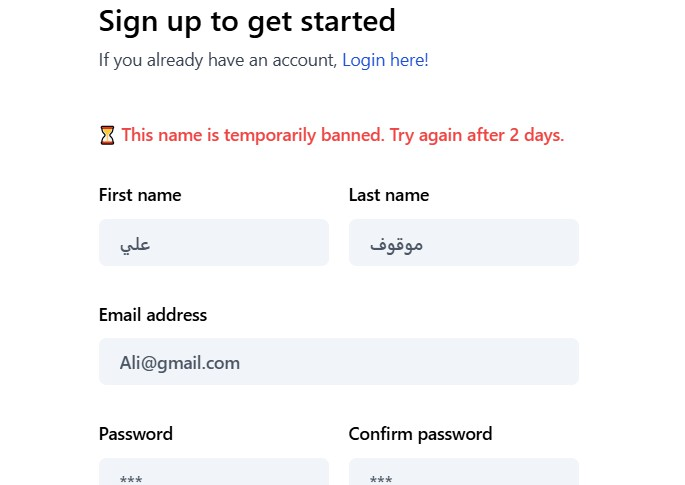 Sign up to get started
If you already have an account, Login here!
⏳ This name is temporarily banned. Try again after 2 days.
First name
Last name
علي
موقوف
Email address
Ali@gmail.com
Password
Confirm password
***
***